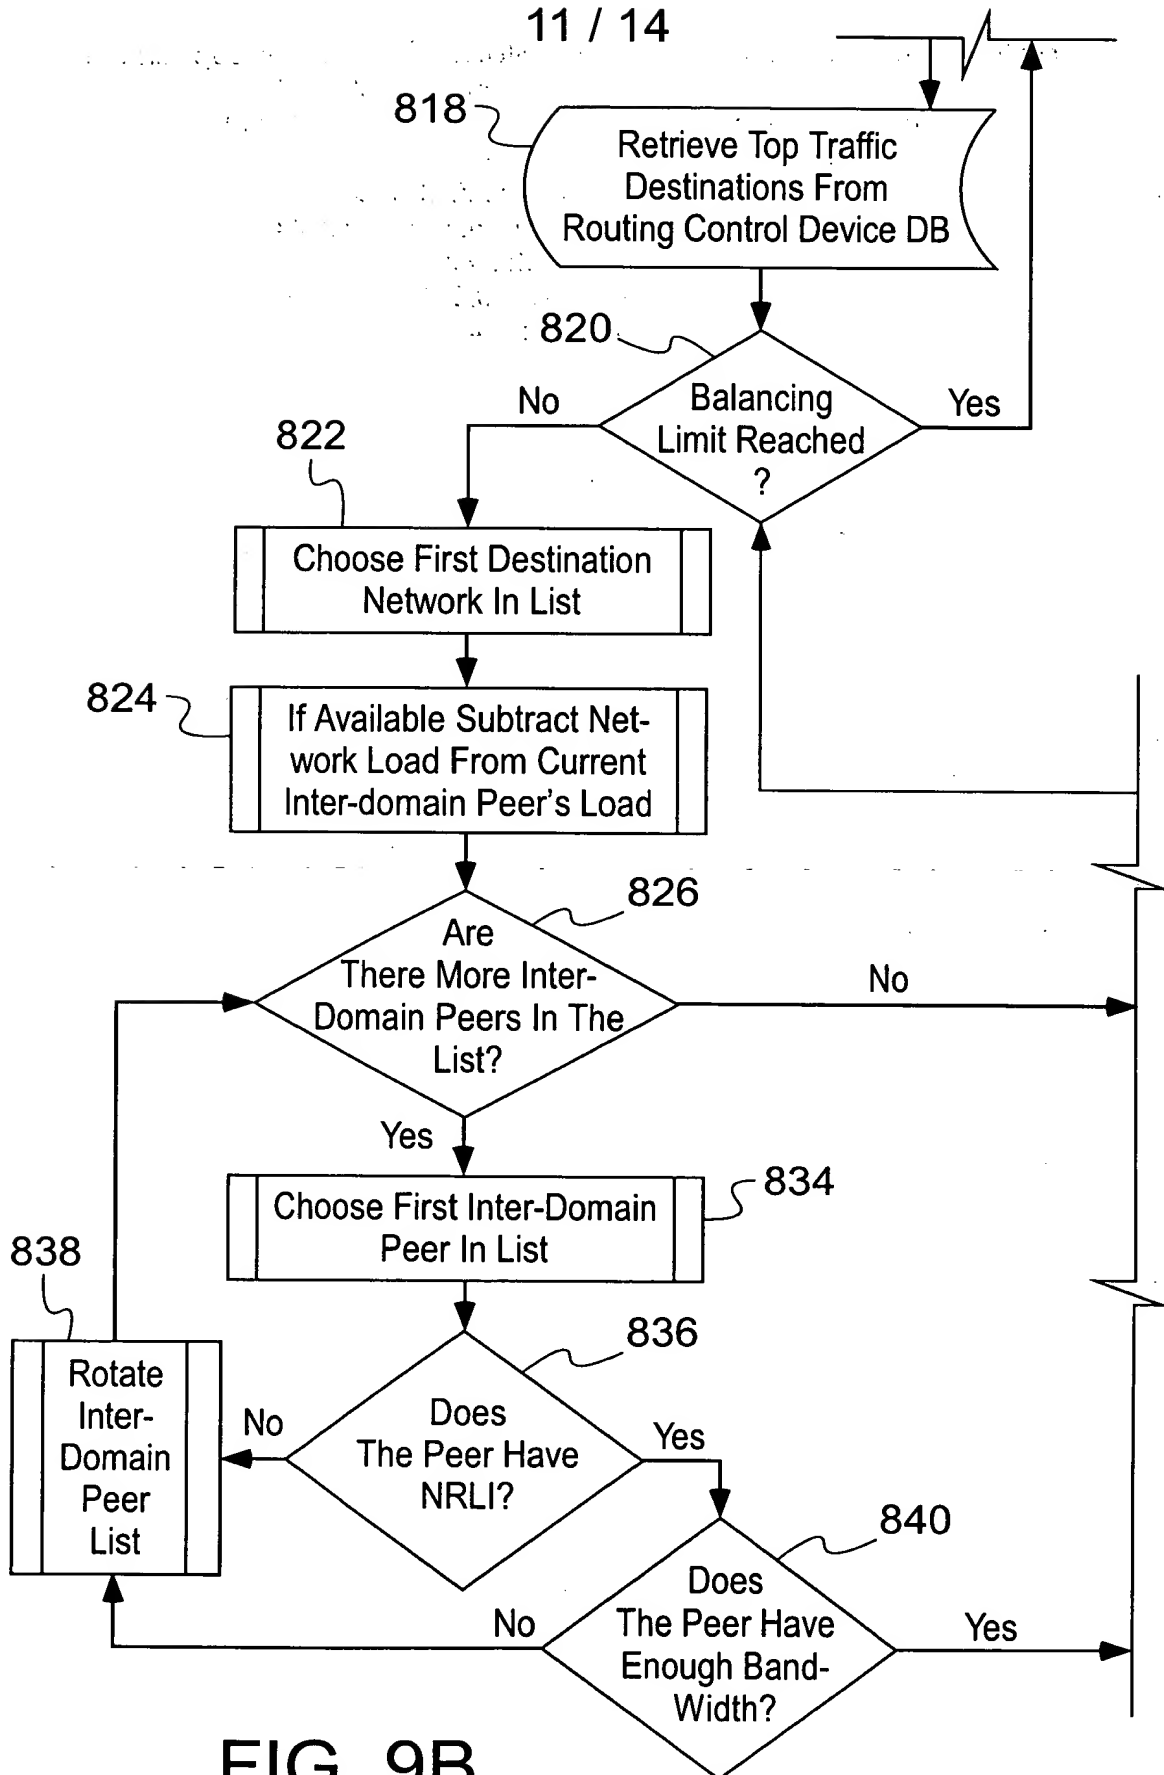 11 / 14
818
Retrieve Top Traffic
Destinations From
Routing Control Device DB
820
Balancing
Limit Reached
?
No
Yes
822
Choose First Destination
Network In List
824
If Available Subtract Net-
work Load From Current
Inter-domain Peer's Load
826
Are
There More Inter-
Domain Peers In The
List?
No
Yes
834
Choose First Inter-Domain
Peer In List
838
Rotate
Inter-
Domain
Peer
List
836
Does
The Peer Have
NRLI?
No
Yes
840
Does
The Peer Have
Enough Band-
Width?
No
Yes
FIG. 9B